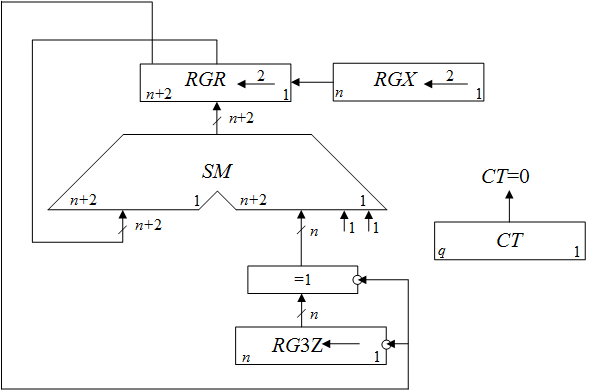 RGR 2
n+2 1
RGX 2
n 1
n+2
SM
n+2 1 n+2 1
n+2
n
1 1
CT=0
CT
q 1
=1
n
RG3Z
n 1